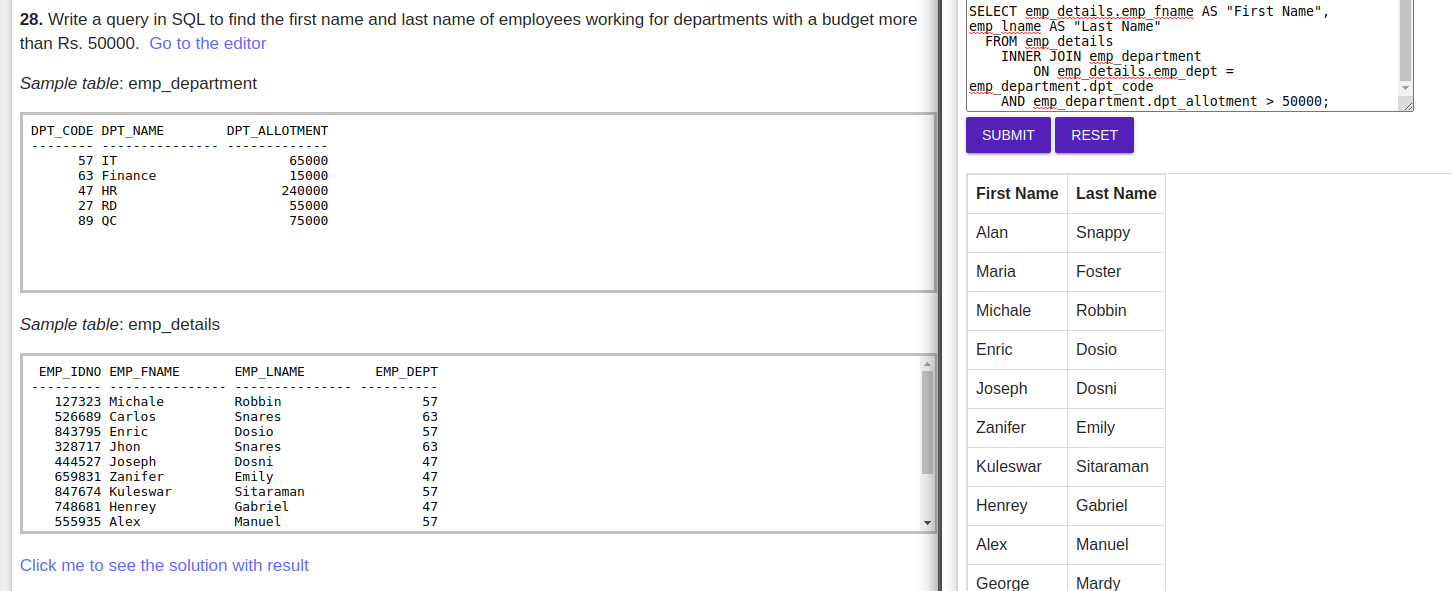 28. Write a query in SQL to find the first name and last name of employees working for departments with a budget more
than Rs. 50000.  Go to the editor
Sample table: emp_department
DPT_CODE DPT_NAME        DPT_ALLOTMENT
-------- --------------- -------------
      57 IT                      65000
      63 Finance                 15000
      47 HR                     240000
      27 RD                      55000
      89 QC                      75000
Sample table: emp_details
 EMP_IDNO EMP_FNAME       EMP_LNAME         EMP_DEPT
--------- --------------- --------------- ----------
   127323 Michale         Robbin                  57
   526689 Carlos          Snares                  63
   843795 Enric           Dosio                   57
   328717 Jhon            Snares                  63
   444527 Joseph          Dosni                   47
   659831 Zanifer         Emily                   47
   847674 Kuleswar        Sitaraman               57
   748681 Henrey          Gabriel                 47
   555935 Alex            Manuel                  57
Click me to see the solution with result
SELECT emp_details.emp_fname AS "First Name",
emp_lname AS "Last Name"
  FROM emp_details
    INNER JOIN emp_department
        ON emp_details.emp_dept =
emp_department.dpt_code
    AND emp_department.dpt_allotment > 50000;
SUBMIT RESET
First Name Last Name
Alan Snappy
Maria Foster
Michale Robbin
Enric Dosio
Joseph Dosni
Zanifer Emily
Kuleswar Sitaraman
Henrey Gabriel
Alex Manuel
George Mardy